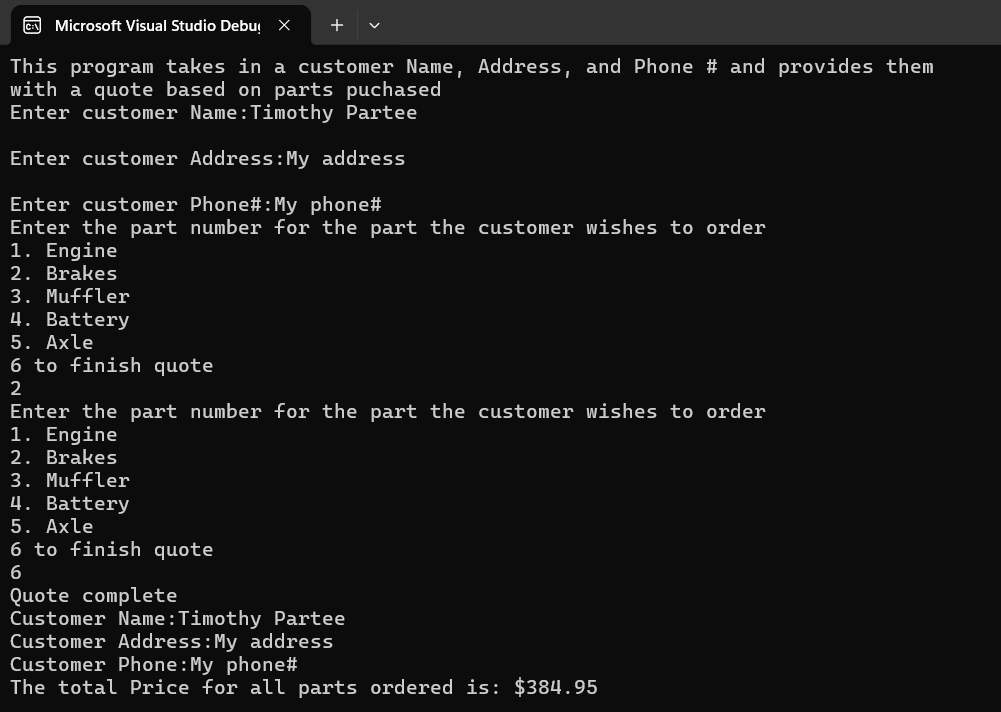 Microsoft Visual Studio Debug
This program takes in a customer Name, Address, and Phone # and provides them
with a quote based on parts puchased
Enter customer Name:Timothy Partee
Enter customer Address:My address
Enter customer Phone#:My phone#
Enter the part number for the part the customer wishes to order
1. Engine
2. Brakes
3. Muffler
4. Battery
5. Axle
6 to finish quote
2
Enter the part number for the part the customer wishes to order
1. Engine
2. Brakes
3. Muffler
4. Battery
5. Axle
6 to finish quote
6
Quote complete
Customer Name:Timothy Partee
Customer Address:My address
Customer Phone:My phone#
The total Price for all parts ordered is: $384.95